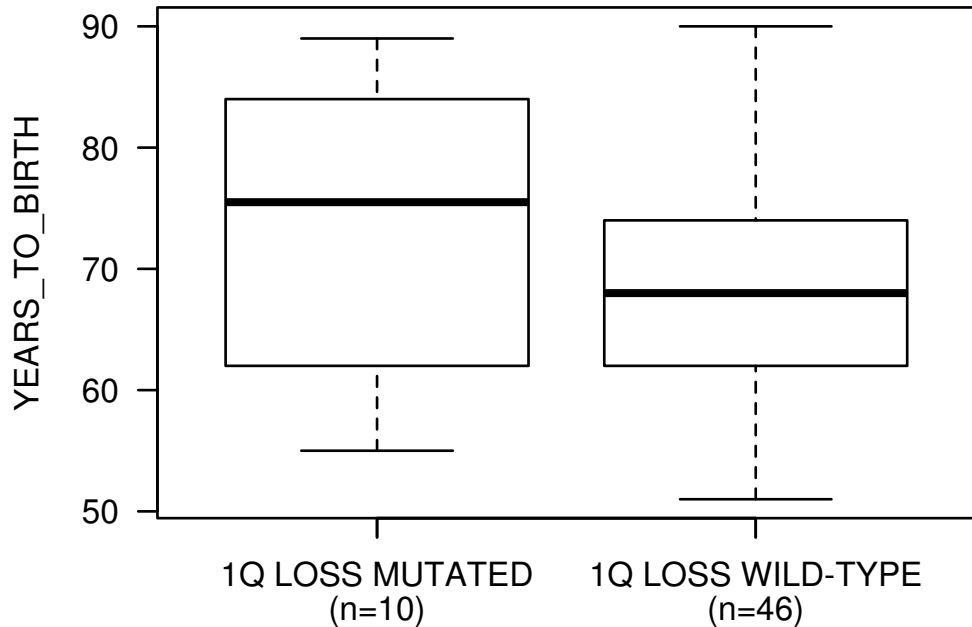 YEARS_TO_BIRTH
90
80
70
60
50
1Q LOSS MUTATED
(n=10)
1Q LOSS WILD-TYPE
(n=46)